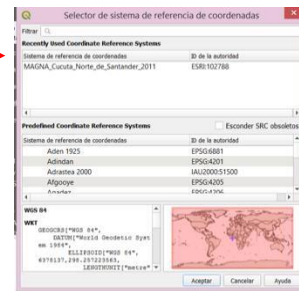 Selector de sistema de referencia de coordenadas
Filtrar
Recently Used Coordinate Reference Systems
Sistema de referencia de coordenadas ID de la autoridad
MAGNA_Cucuta_Norte_de_Santander_2011 ESRI:102788
Predefined Coordinate Reference Systems Esconder SRC obsoletos
Sistema de referencia de coordenadas ID de la autoridad
Aden 1925 EPSG:6881
Adindan EPSG:4201
Adrastea 2000 IAU2000:51500
Afgooye EPSG:4205
Agadez EPSG:4206
WGS 84
WKT
GEOGCRS["WGS 84",
DATUM["World Geodetic Syst
em 1984",
ELLIPSOID["WGS 84",
6378137,298.257223563,
LENGTHUNIT["metre"
Aceptar Cancelar Ayuda